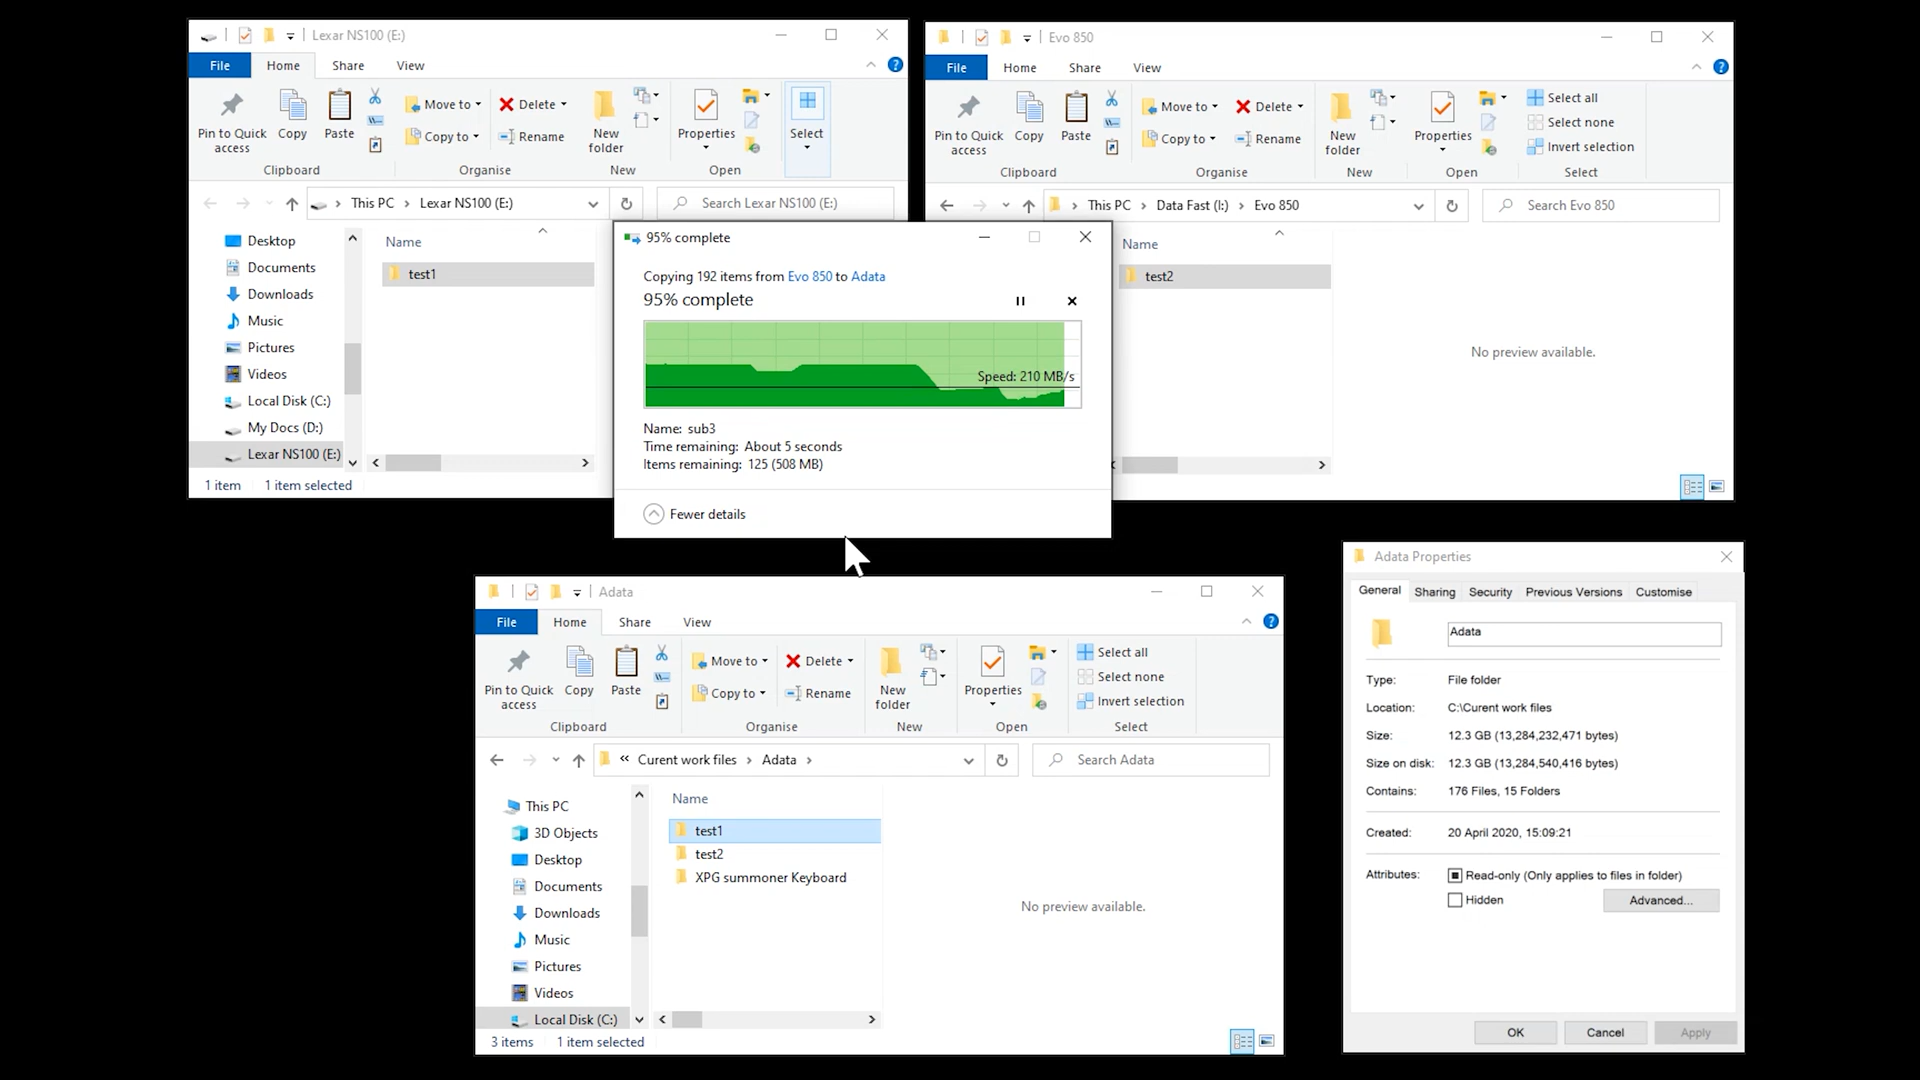 Lexar NS100 (E:)
File Home Share View
Pin to Quick access
Copy
Paste
Move to
Copy to
Delete
Rename
New folder
Properties
Select
Clipboard Organise New Open
This PC Lexar NS100 (E:)
Search Lexar NS100 (E:)
Desktop
Documents
Downloads
Music
Pictures
Videos
Local Disk (C:)
My Docs (D:)
Lexar NS100 (E:)
Name
test1
1 item 1 item selected
Evo 850
File Home Share View
Pin to Quick access
Copy
Paste
Move to
Copy to
Delete
Rename
New folder
Properties
Select all
Select none
Invert selection
Clipboard Organise New Open Select
This PC Data Fast (I:) Evo 850
Search Evo 850
Name
test2
No preview available.
95% complete
Copying 192 items from Evo 850 to Adata
95% complete
Speed: 210 MB/s
Name: sub3
Time remaining: About 5 seconds
Items remaining: 125 (508 MB)
Fewer details
Adata
File Home Share View
Pin to Quick access
Copy
Paste
Move to
Copy to
Delete
Rename
New folder
Properties
Select all
Select none
Invert selection
Clipboard Organise New Open Select
« Curent work files Adata
Search Adata
This PC
3D Objects
Desktop
Documents
Downloads
Music
Pictures
Videos
Local Disk (C:)
Name
test1
test2
XPG summoner Keyboard
No preview available.
3 items 1 item selected
Adata Properties
General Sharing Security Previous Versions Customise
Adata
Type: File folder
Location: C:\Curent work files
Size: 12.3 GB (13,284,232,471 bytes)
Size on disk: 12.3 GB (13,284,540,416 bytes)
Contains: 176 Files, 15 Folders
Created: 20 April 2020, 15:09:21
Attributes: Read-only (Only applies to files in folder)
Hidden
Advanced...
OK Cancel Apply